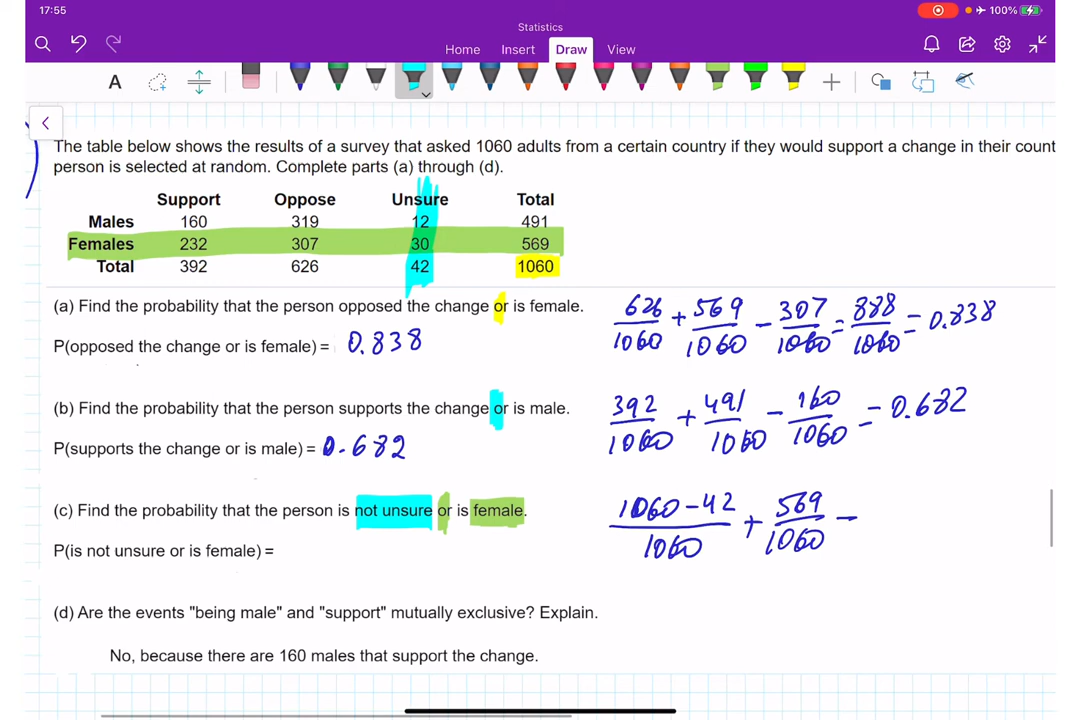 17:55
Statistics
100%
Home Insert Draw View
A
The table below shows the results of a survey that asked 1060 adults from a certain country if they would support a change in their count
person is selected at random. Complete parts (a) through (d).
Support Oppose Unsure Total
Males 160 319 12 491
Females 232 307 30 569
Total 392 626 42 1060
(a) Find the probability that the person opposed the change or is female.
P(opposed the change or is female) = 0.838
626/1060 + 569/1060 - 307/1060 = 888/1060 = 0.838
(b) Find the probability that the person supports the change or is male.
P(supports the change or is male) = 0.682
392/1060 + 491/1060 - 160/1060 = 0.682
(c) Find the probability that the person is not unsure or is female.
P(is not unsure or is female) =
1060-42/1060 + 569/1060 -
(d) Are the events "being male" and "support" mutually exclusive? Explain.
No, because there are 160 males that support the change.